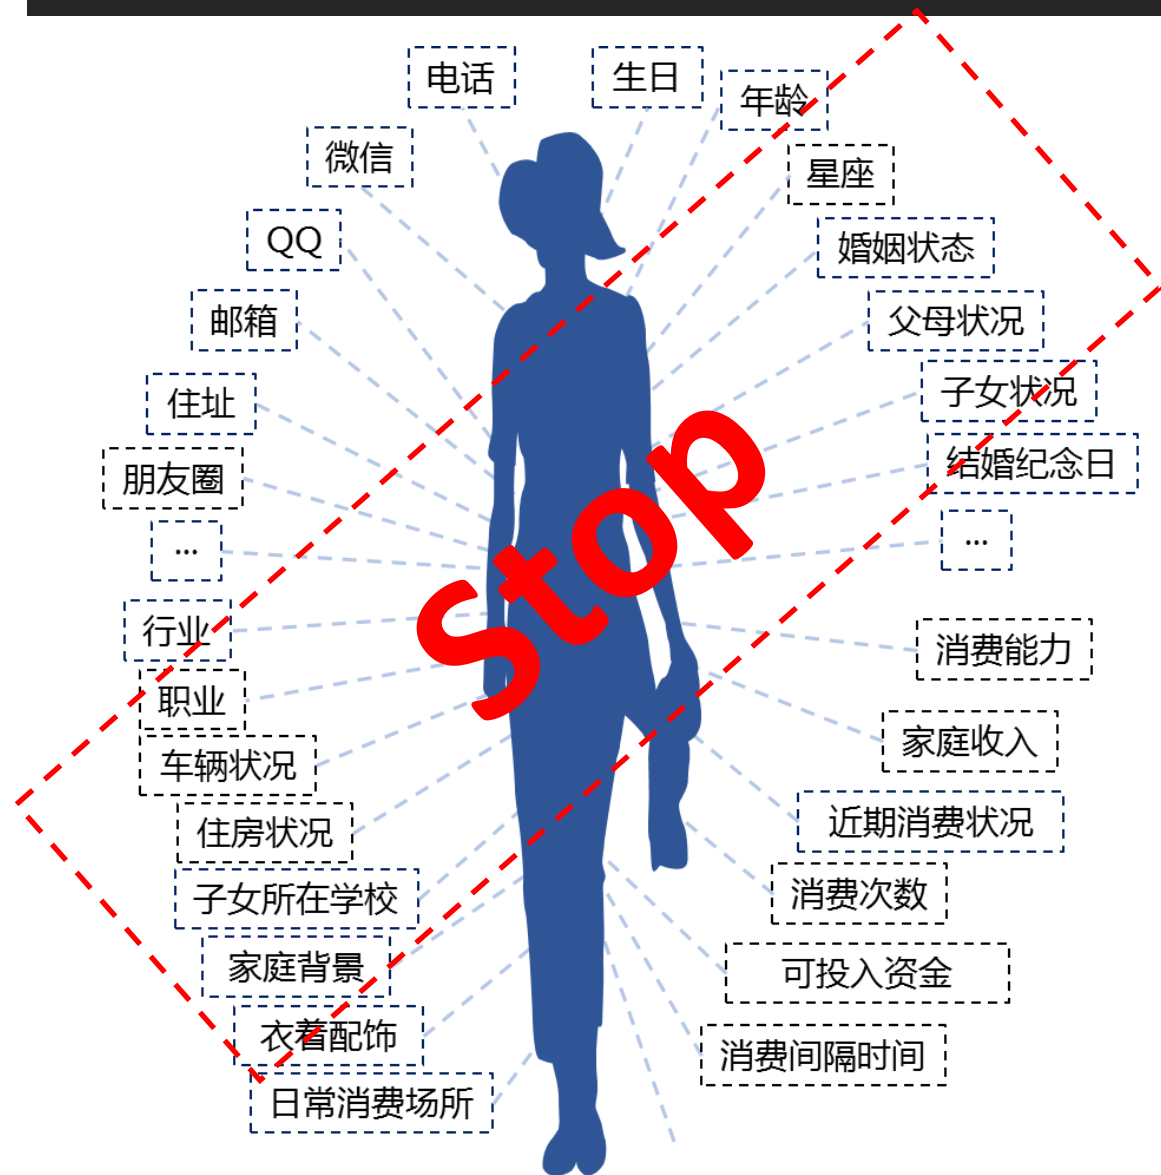 电话
生日
年龄
微信
星座
QQ
婚姻状态
邮箱
父母状况
住址
子女状况
朋友圈
结婚纪念日
...
...
Stop
行业
消费能力
职业
家庭收入
车辆状况
住房状况
近期消费状况
子女所在学校
消费次数
家庭背景
可投入资金
衣着配饰
消费间隔时间
日常消费场所